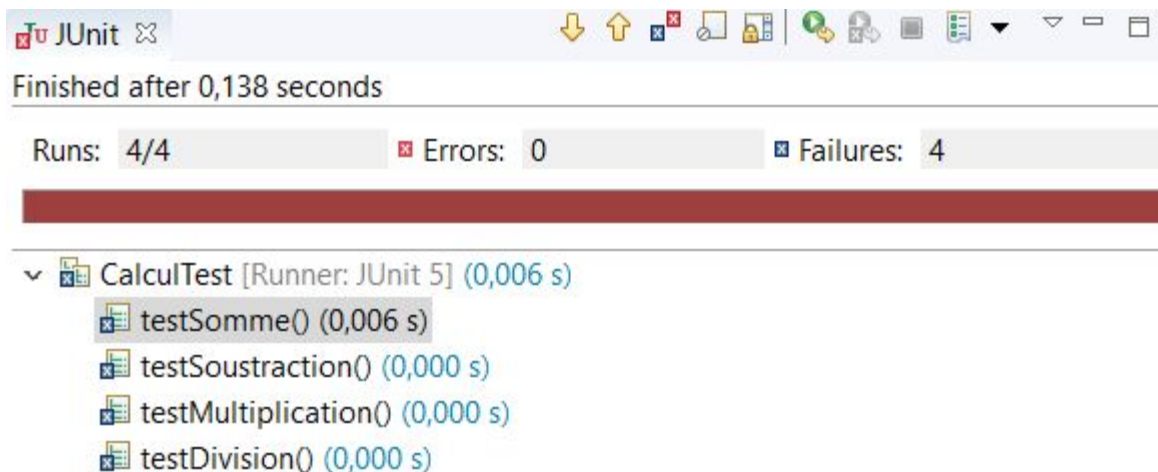 JUnit
Finished after 0,138 seconds
Runs: 4/4 Errors: 0 Failures: 4
CalculTest [Runner: JUnit 5] (0,006 s)
testSomme() (0,006 s)
testSoustraction() (0,000 s)
testMultiplication() (0,000 s)
testDivision() (0,000 s)